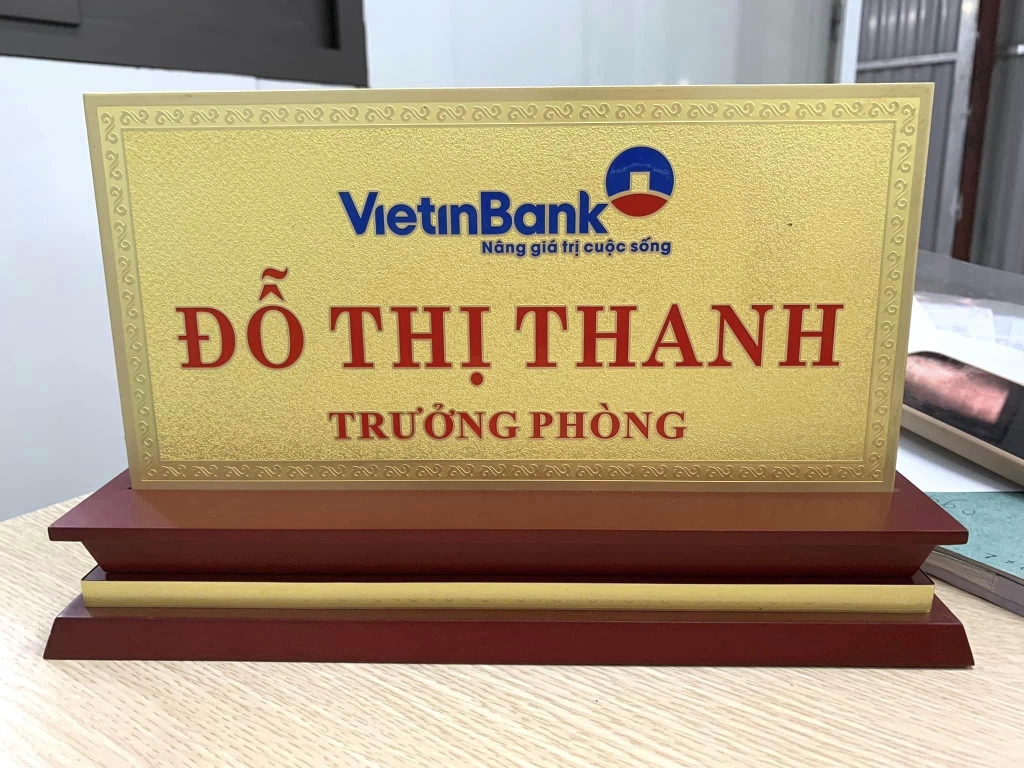 VietinBank
Nâng giá trị cuộc sống
ĐỖ THỊ THANH
TRƯỞNG PHÒNG